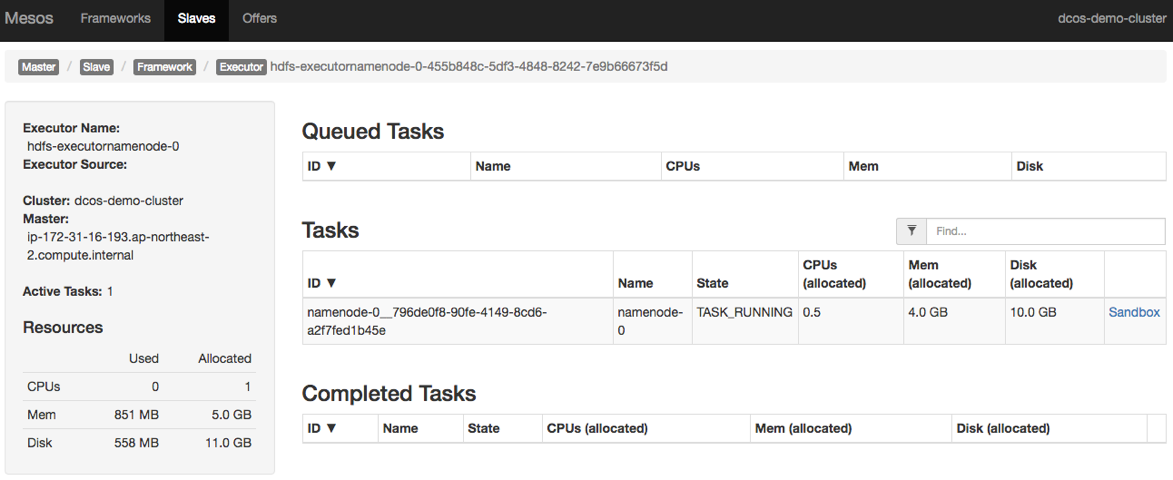 Mesos Frameworks Slaves Offers dcos-demo-cluster
Master / Slave / Framework / Executor hdfs-executornamenode-0-455b848c-5df3-4848-8242-7e9b66673f5d
Executor Name:
hdfs-executornamenode-0
Executor Source:
Cluster: dcos-demo-cluster
Master:
ip-172-31-16-193.ap-northeast-
2.compute.internal
Active Tasks: 1
Resources
Used Allocated
CPUs 0 1
Mem 851 MB 5.0 GB
Disk 558 MB 11.0 GB
Queued Tasks
ID ▼ Name CPUs Mem Disk
Tasks
Find...
ID ▼ Name State CPUs (allocated) Mem (allocated) Disk (allocated)
namenode-0__796de0f8-90fe-4149-8cd6- namenode- TASK_RUNNING 0.5 4.0 GB 10.0 GB Sandbox
a2f7fed1b45e 0
Completed Tasks
ID ▼ Name State CPUs (allocated) Mem (allocated) Disk (allocated)